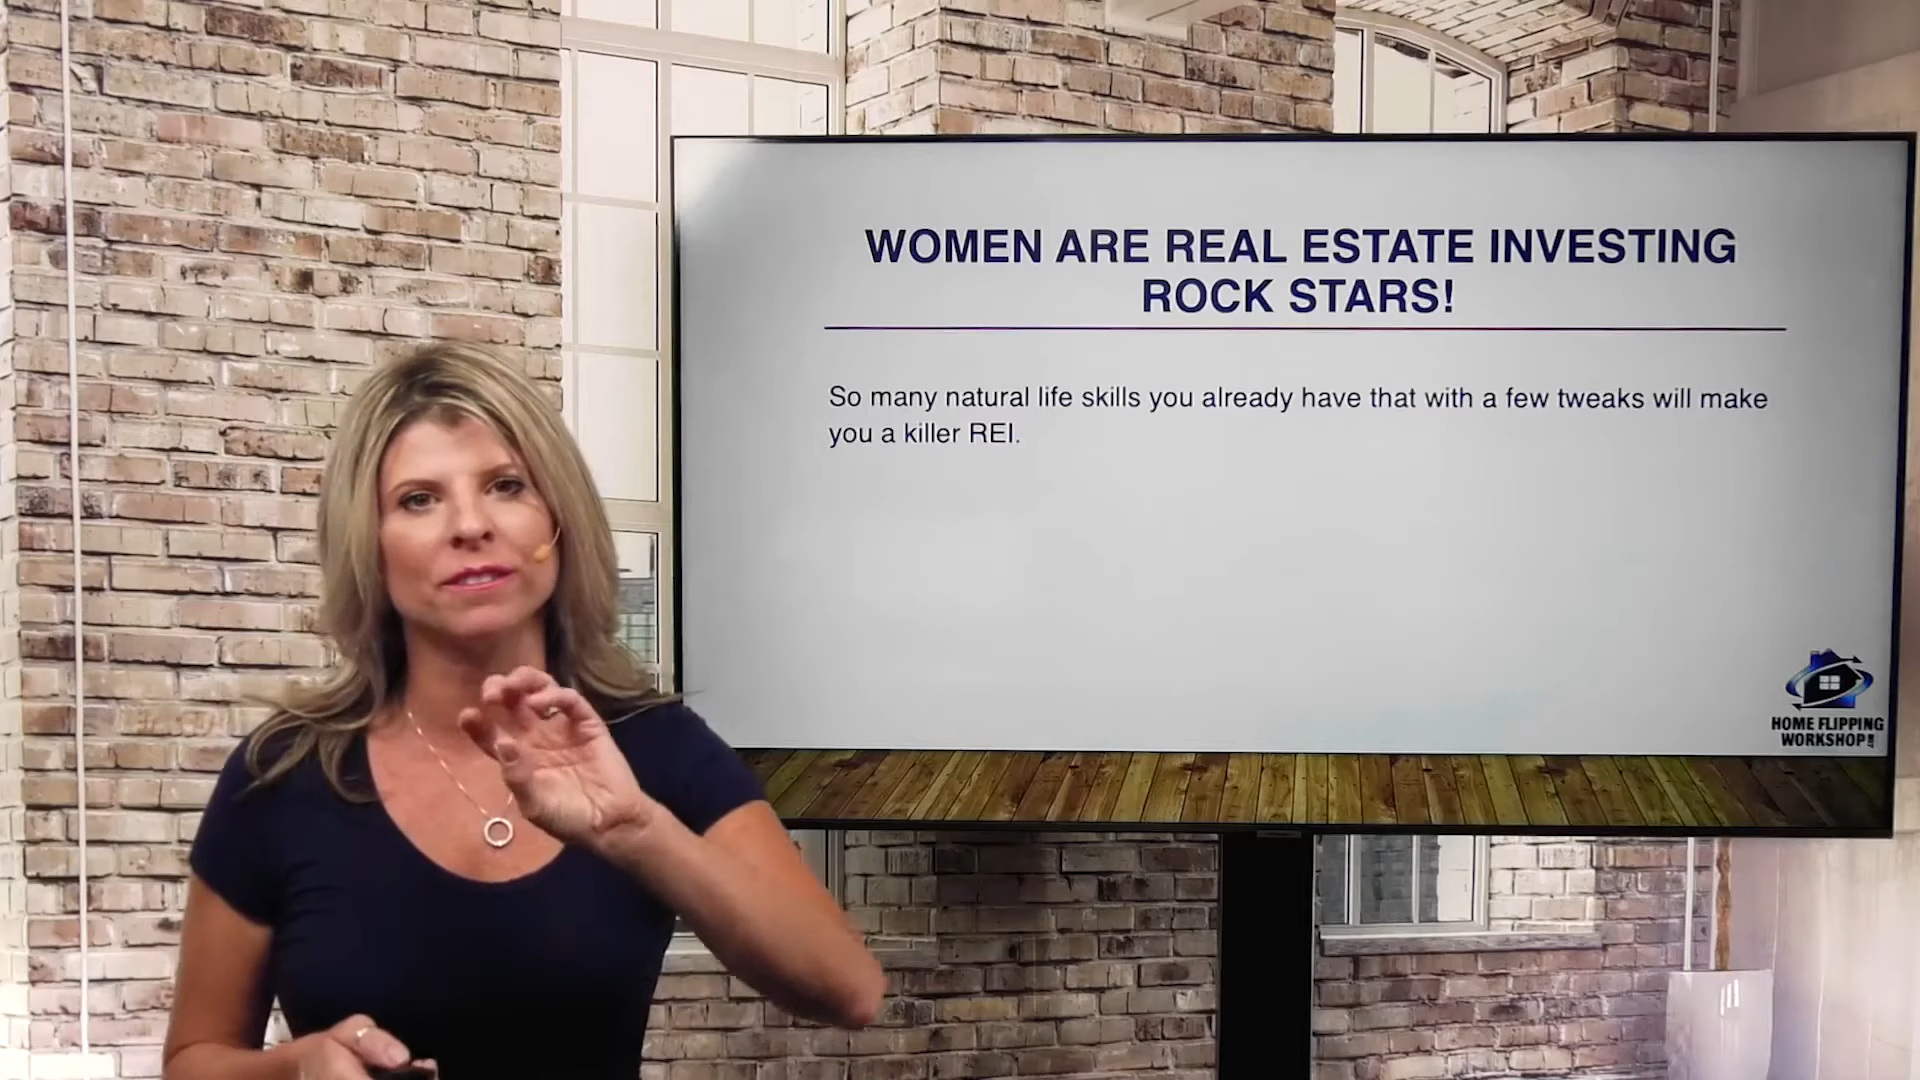 WOMEN ARE REAL ESTATE INVESTING
ROCK STARS!
So many natural life skills you already have that with a few tweaks will make
you a killer REI.
HOME FLIPPING
WORKSHOP!